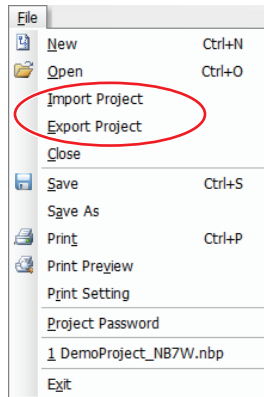 File
New Ctrl+N
Open Ctrl+O
Import Project
Export Project
Close
Save Ctrl+S
Save As
Print Ctrl+P
Print Preview
Print Setting
Project Password
1 DemoProject_NB7W.nbp
Exit